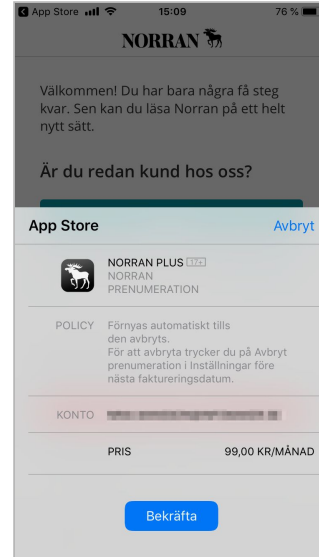 App Store 15:09 76 %
NORRAN
Välkommen! Du har bara några få steg
kvar. Sen kan du läsa Norran på ett helt
nytt sätt.
Är du redan kund hos oss?
App Store Avbryt
NORRAN PLUS 17+
NORRAN
PRENUMERATION
POLICY Förnyas automatiskt tills
den avbryts.
För att avbryta trycker du på Avbryt
prenumeration i Inställningar före
nästa faktureringsdatum.
KONTO
PRIS 99,00 KR/MÅNAD
Bekräfta